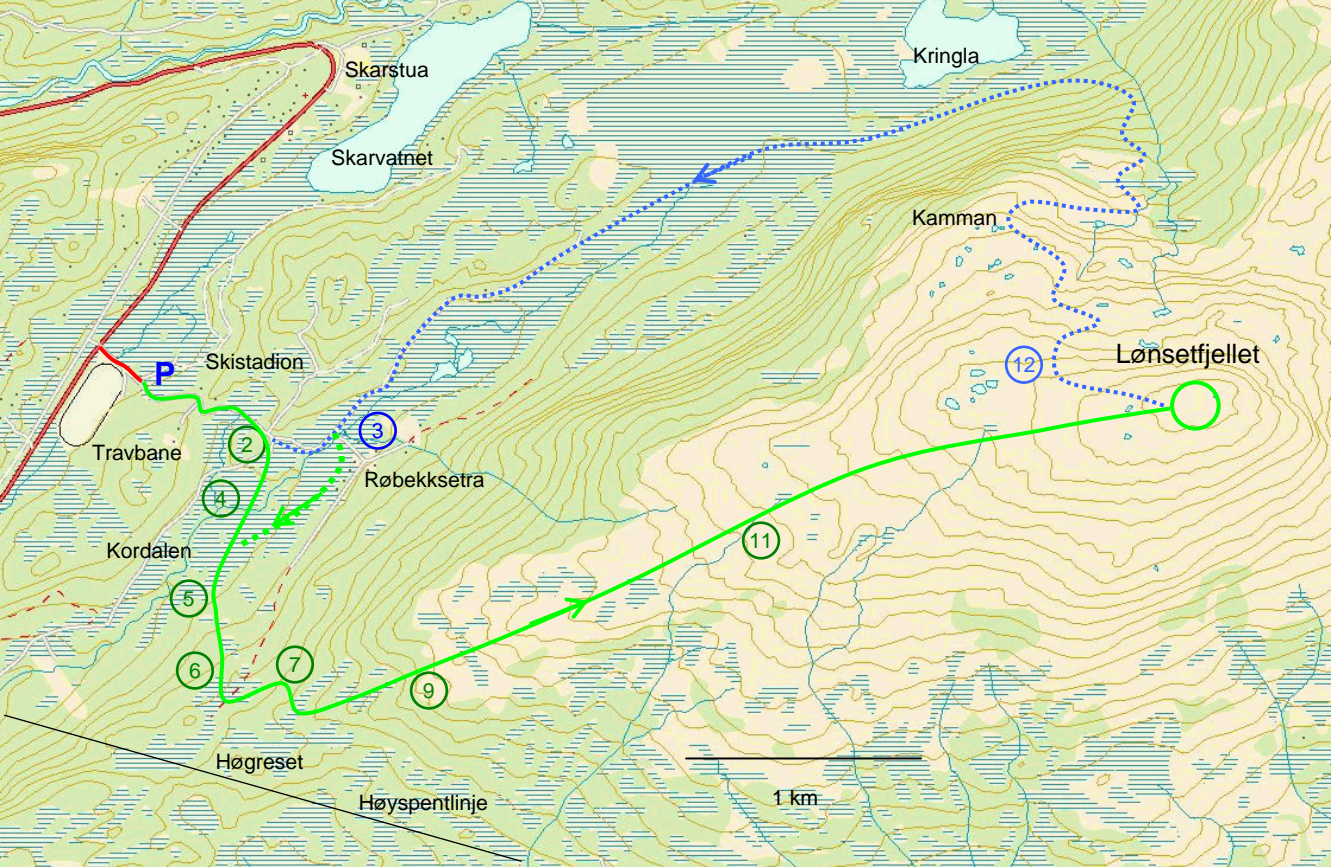 Kringla
Skarstua
Skarvatnet
Kamman
Lønsetfjellet
Skistadion
12
P
3
2
Travbane
Røbekksetra
4
11
Kordalen
5
7
6
9
Høgreset
1 km
Høyspentlinje